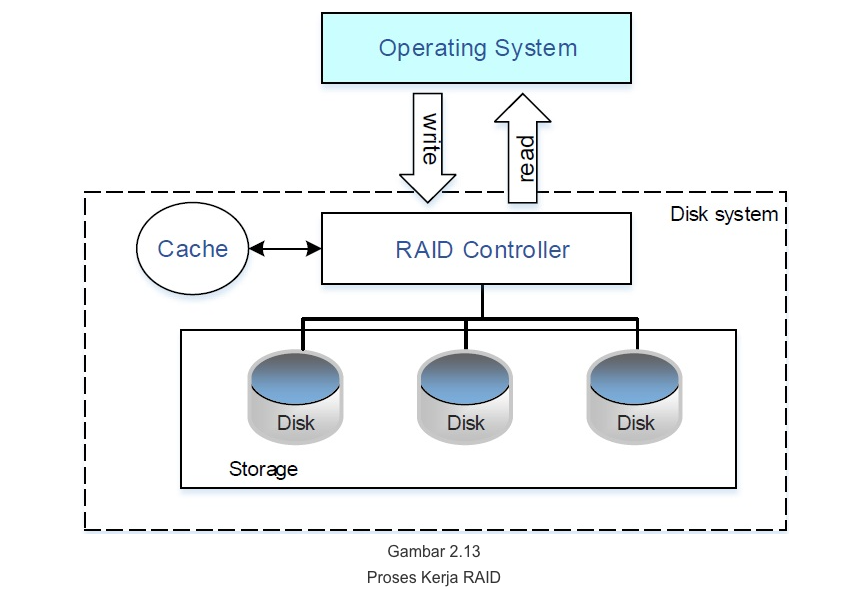 Operating System
write
read
Disk system
Cache
RAID Controller
Disk
Disk
Disk
Storage
Gambar 2.13
Proses Kerja RAID